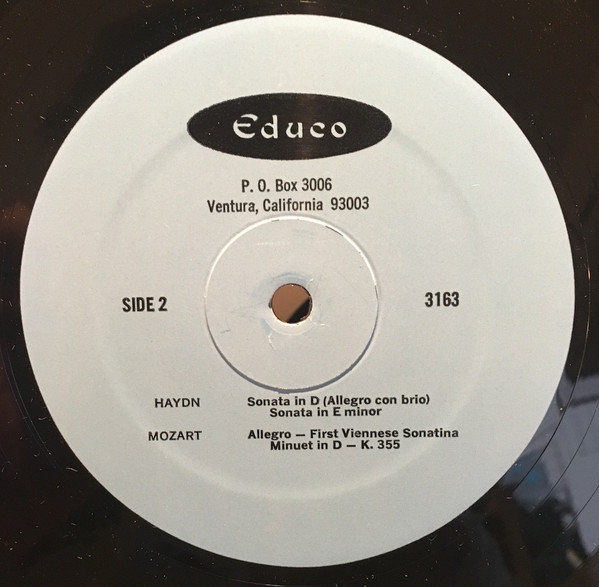 Educo
P. O. Box 3006
Ventura, California 93003
SIDE 2 3163
HAYDN Sonata in D (Allegro con brio)
Sonata in E minor
MOZART Allegro — First Viennese Sonatina
Minuet in D — K. 355